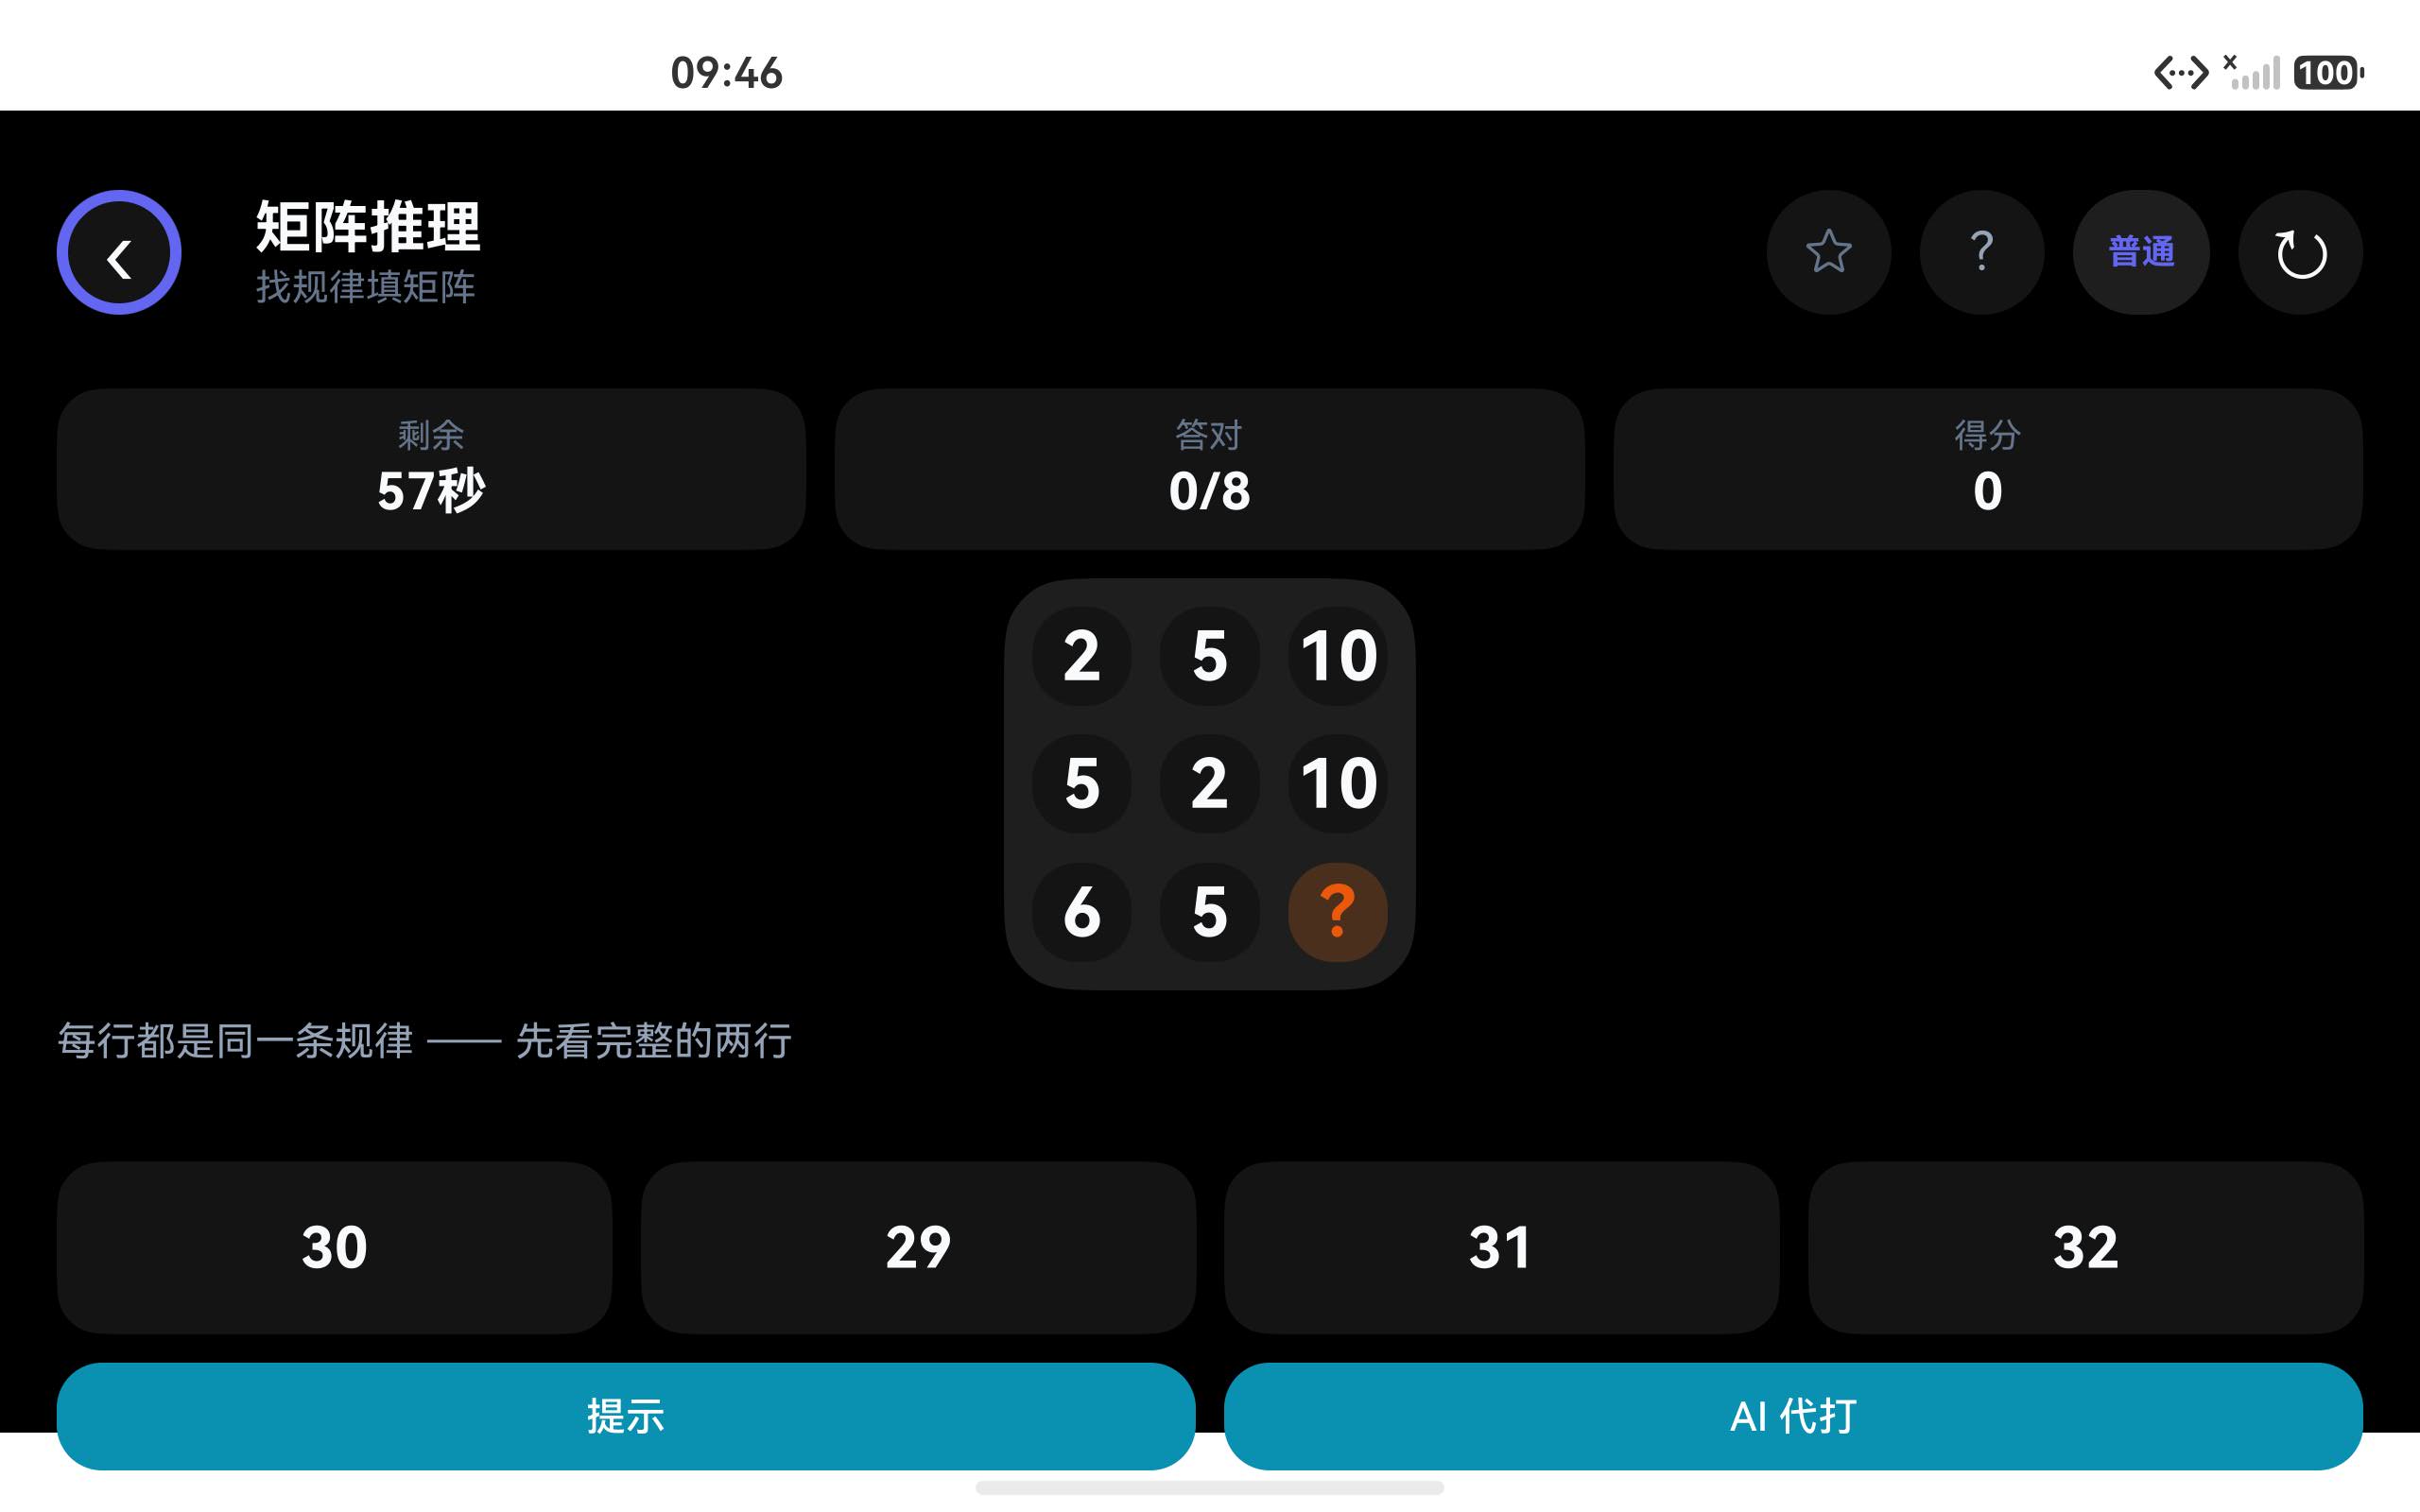 09:46
100
矩阵推理
找规律填矩阵
?
普通
剩余
57秒
答对
0/8
得分
0
2 5 10
5 2 10
6 5 ?
每行都是同一条规律 —— 先看完整的两行
30 29 31 32
提示
AI 代打